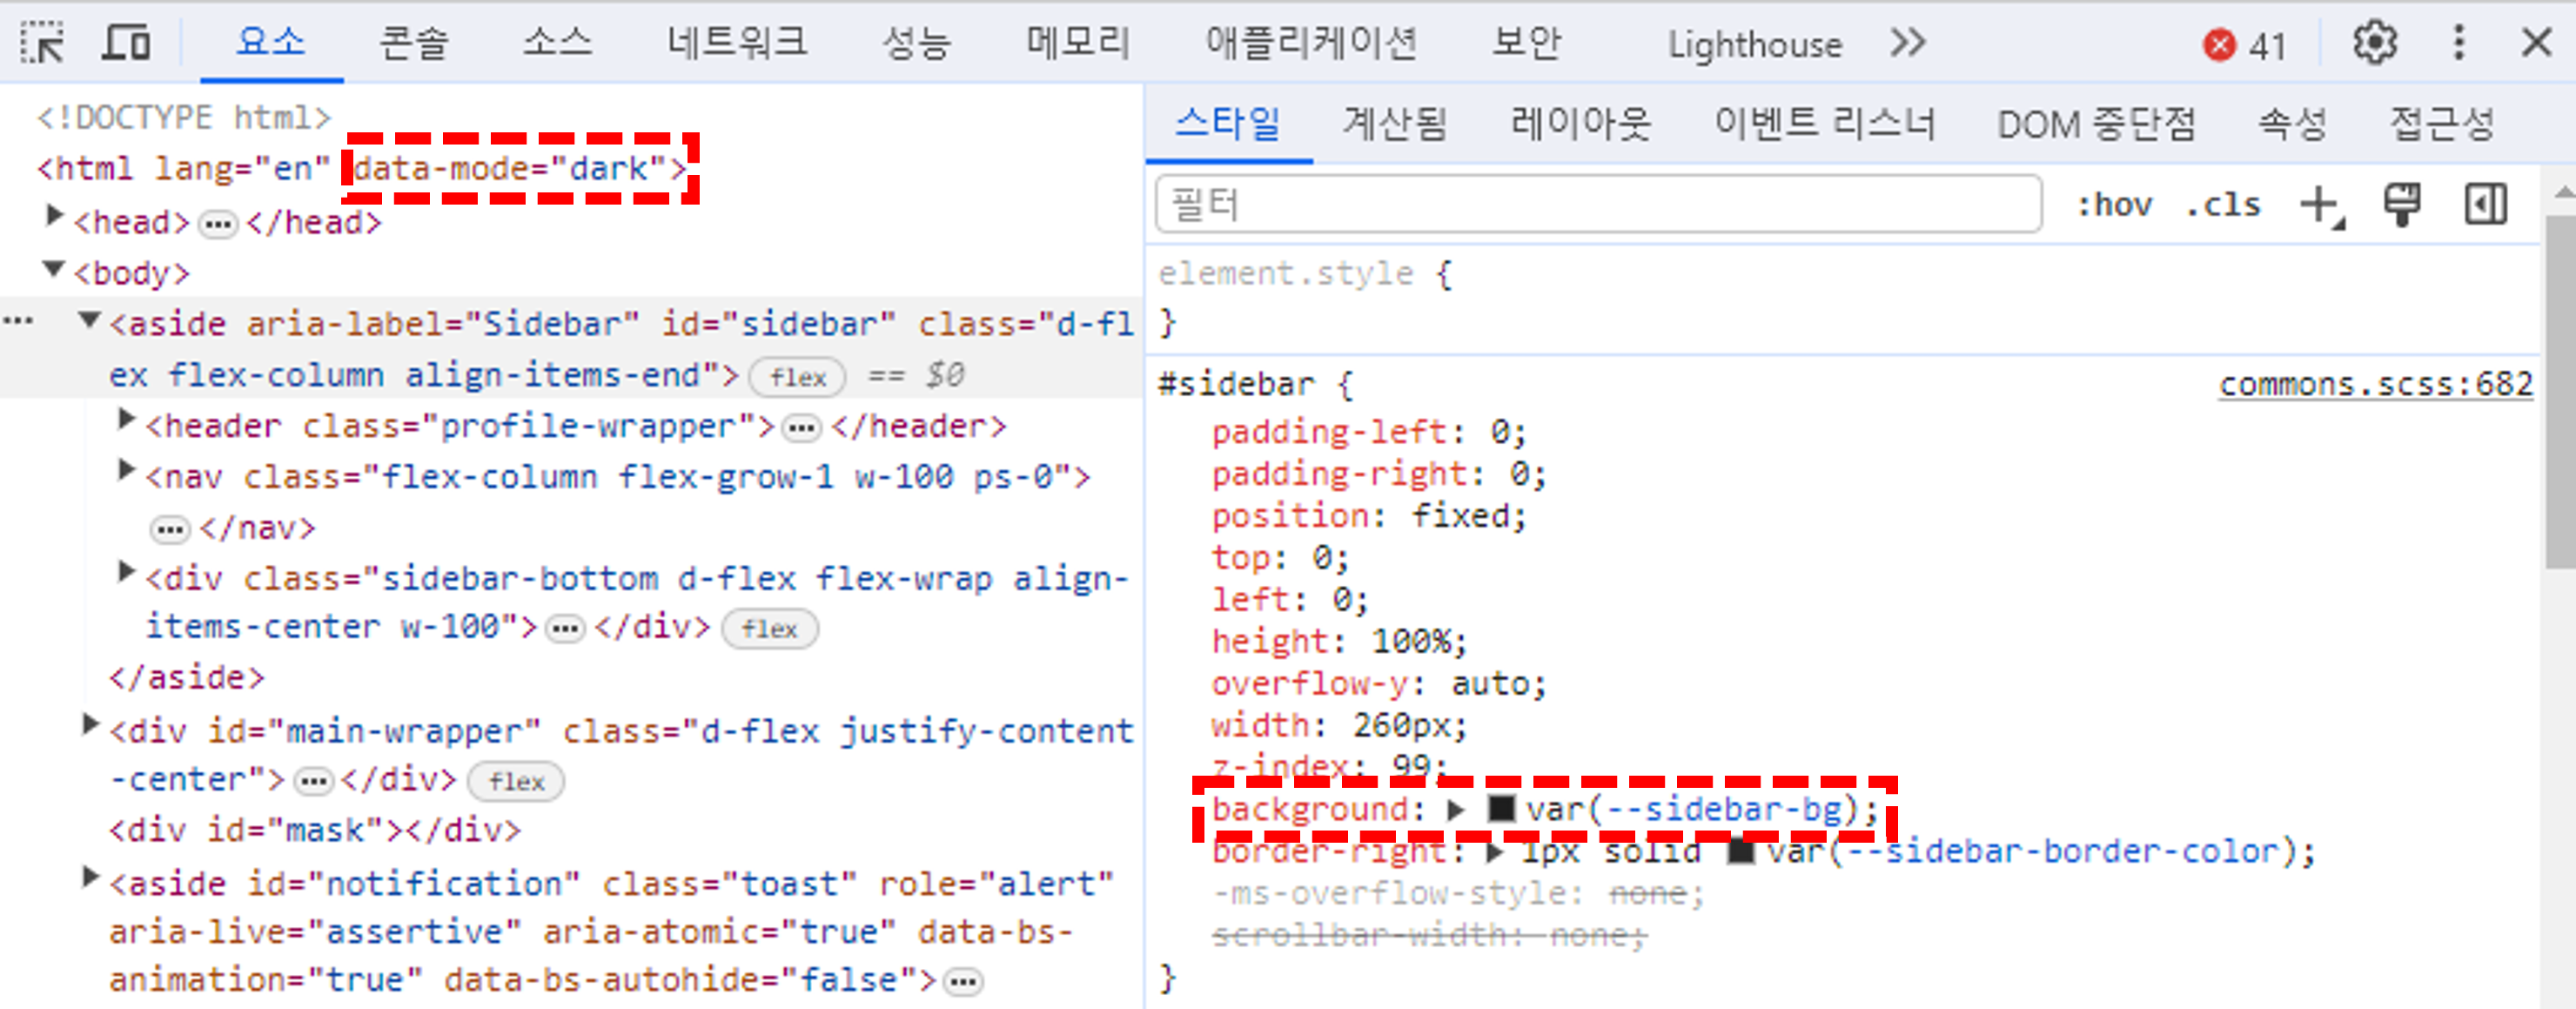 요소 콘솔 소스 네트워크 성능 메모리 애플리케이션 보안 Lighthouse 41
<!DOCTYPE html>
<html lang="en" data-mode="dark">
<head> </head>
<body>
<aside aria-label="Sidebar" id="sidebar" class="d-fl
ex flex-column align-items-end"> flex == $0
<header class="profile-wrapper"> </header>
<nav class="flex-column flex-grow-1 w-100 ps-0">
</nav>
<div class="sidebar-bottom d-flex flex-wrap align-
items-center w-100"> </div> flex
</aside>
<div id="main-wrapper" class="d-flex justify-content
-center"> </div> flex
<div id="mask"></div>
<aside id="notification" class="toast" role="alert"
aria-live="assertive" aria-atomic="true" data-bs-
animation="true" data-bs-autohide="false">
스타일 계산됨 레이아웃 이벤트 리스너 DOM 중단점 속성 접근성
필터 :hov .cls
element.style {
}
#sidebar { commons.scss:682
padding-left: 0;
padding-right: 0;
position: fixed;
top: 0;
left: 0;
height: 100%;
overflow-y: auto;
width: 260px;
z-index: 99;
background: var(--sidebar-bg);
border-right: 1px solid var(--sidebar-border-color);
-ms-overflow-style: none;
scrollbar-width: none;
}